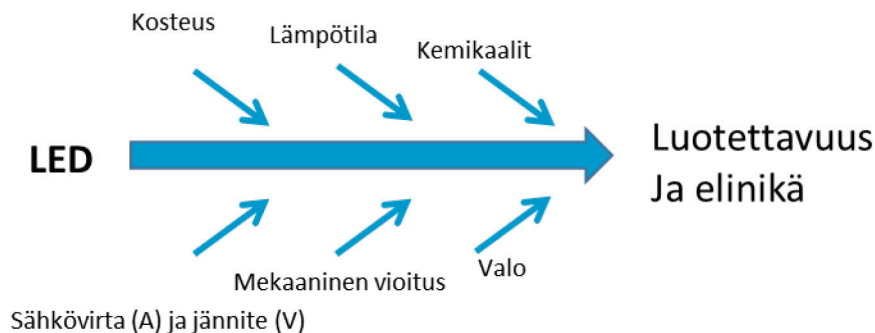 Kosteus
Lämpötila
Kemikaalit
LED
Luotettavuus
Ja elinikä
Mekaaninen vioitus
Valo
Sähkövirta (A) ja jännite (V)